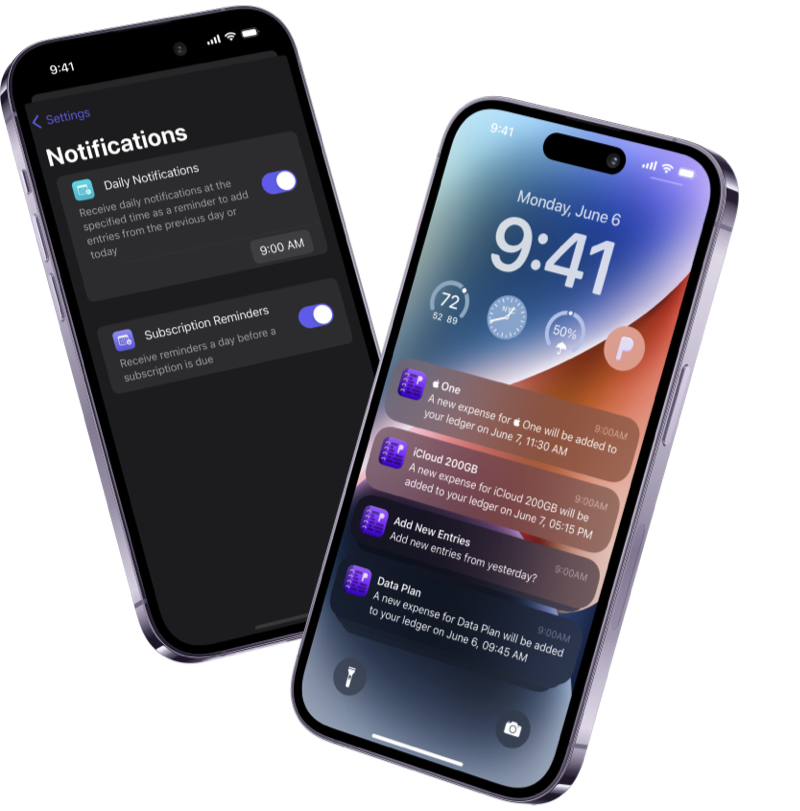 9:41
Settings
Notifications
Daily Notifications
Receive daily notifications at the
specified time as a reminder to add
entries from the previous day or
today
9:00 AM
Subscription Reminders
Receive reminders a day before a
subscription is due
9:41
Monday, June 6
9:41
72
52 89
NYC
50%
One
9:00AM
A new expense for  One will be added to
your ledger on June 7, 11:30 AM
iCloud 200GB
9:00AM
A new expense for iCloud 200GB will be
added to your ledger on June 7, 05:15 PM
Add New Entries
9:00AM
Add new entries from yesterday?
Data Plan
9:00AM
A new expense for Data Plan will be added
to your ledger on June 6, 09:45 AM